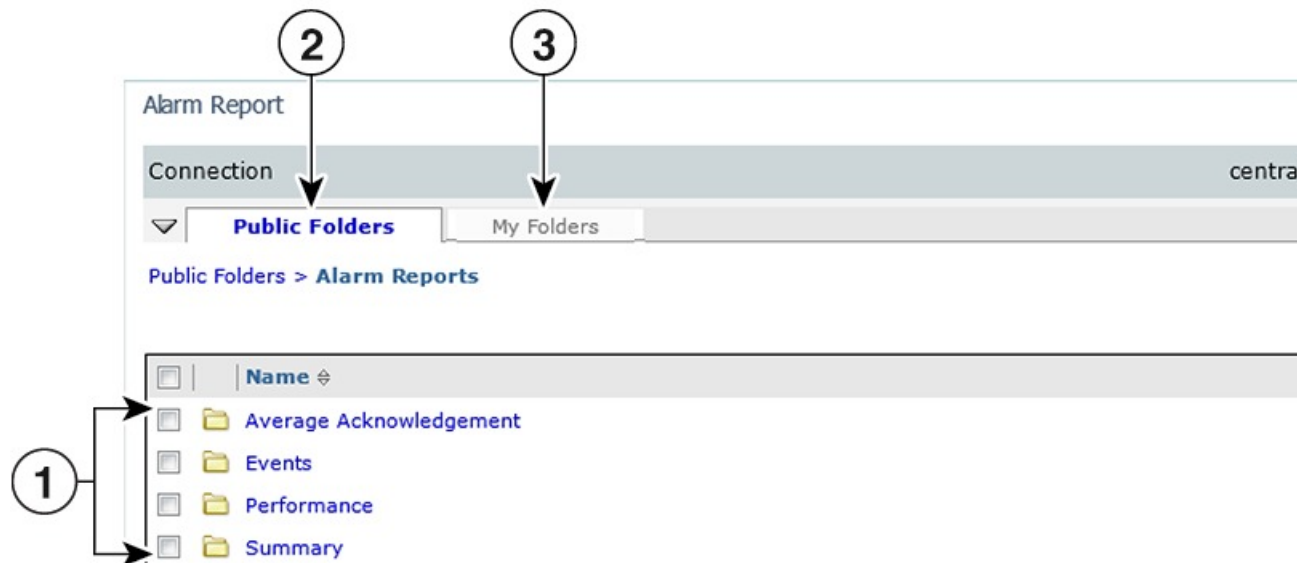 2 3
Alarm Report
Connection centra
Public Folders My Folders
Public Folders > Alarm Reports
Name
Average Acknowledgement
Events
1
Performance
Summary